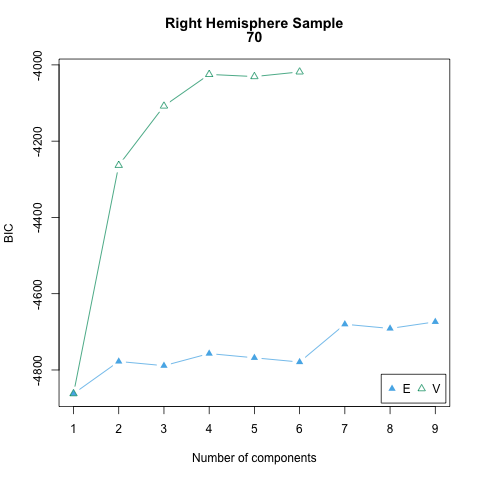 Right Hemisphere Sample
70
-4000
-4200
-4400
-4600
-4800
BIC
E V
1 2 3 4 5 6 7 8 9
Number of components